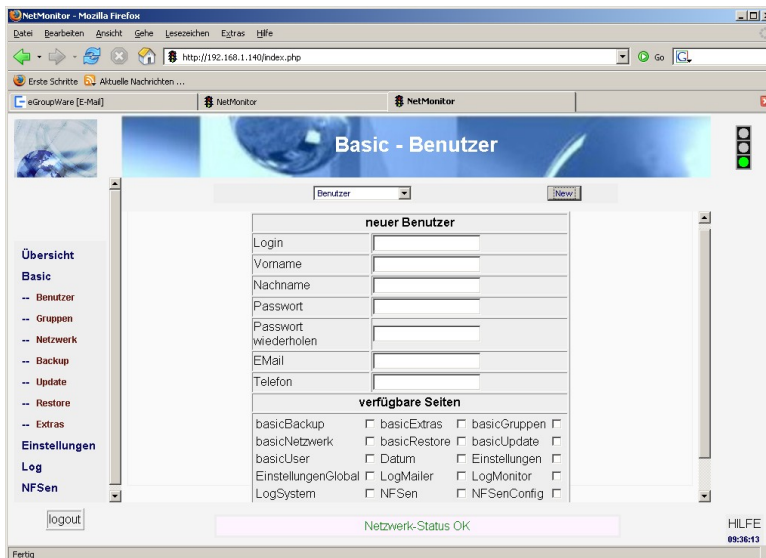 NetMonitor - Mozilla Firefox
Datei Bearbeiten Ansicht Gehe Lesezeichen Extras Hilfe
http://192.168.1.140/index.php Go
Erste Schritte Aktuelle Nachrichten ...
eGroupWare [E-Mail] NetMonitor NetMonitor
Basic - Benutzer
Benutzer New
Übersicht
Basic
-- Benutzer
-- Gruppen
-- Netzwerk
-- Backup
-- Update
-- Restore
-- Extras
Einstellungen
Log
NFSen
logout
neuer Benutzer
Login
Vorname
Nachname
Passwort
Passwort
wiederholen
EMail
Telefon
verfügbare Seiten
basicBackup basicExtras basicGruppen
basicNetzwerk basicRestore basicUpdate
basicUser Datum Einstellungen
EinstellungenGlobal LogMailer LogMonitor
LogSystem NFSen NFSenConfig
Netzwerk-Status OK
HILFE
09:36:13
Fertig